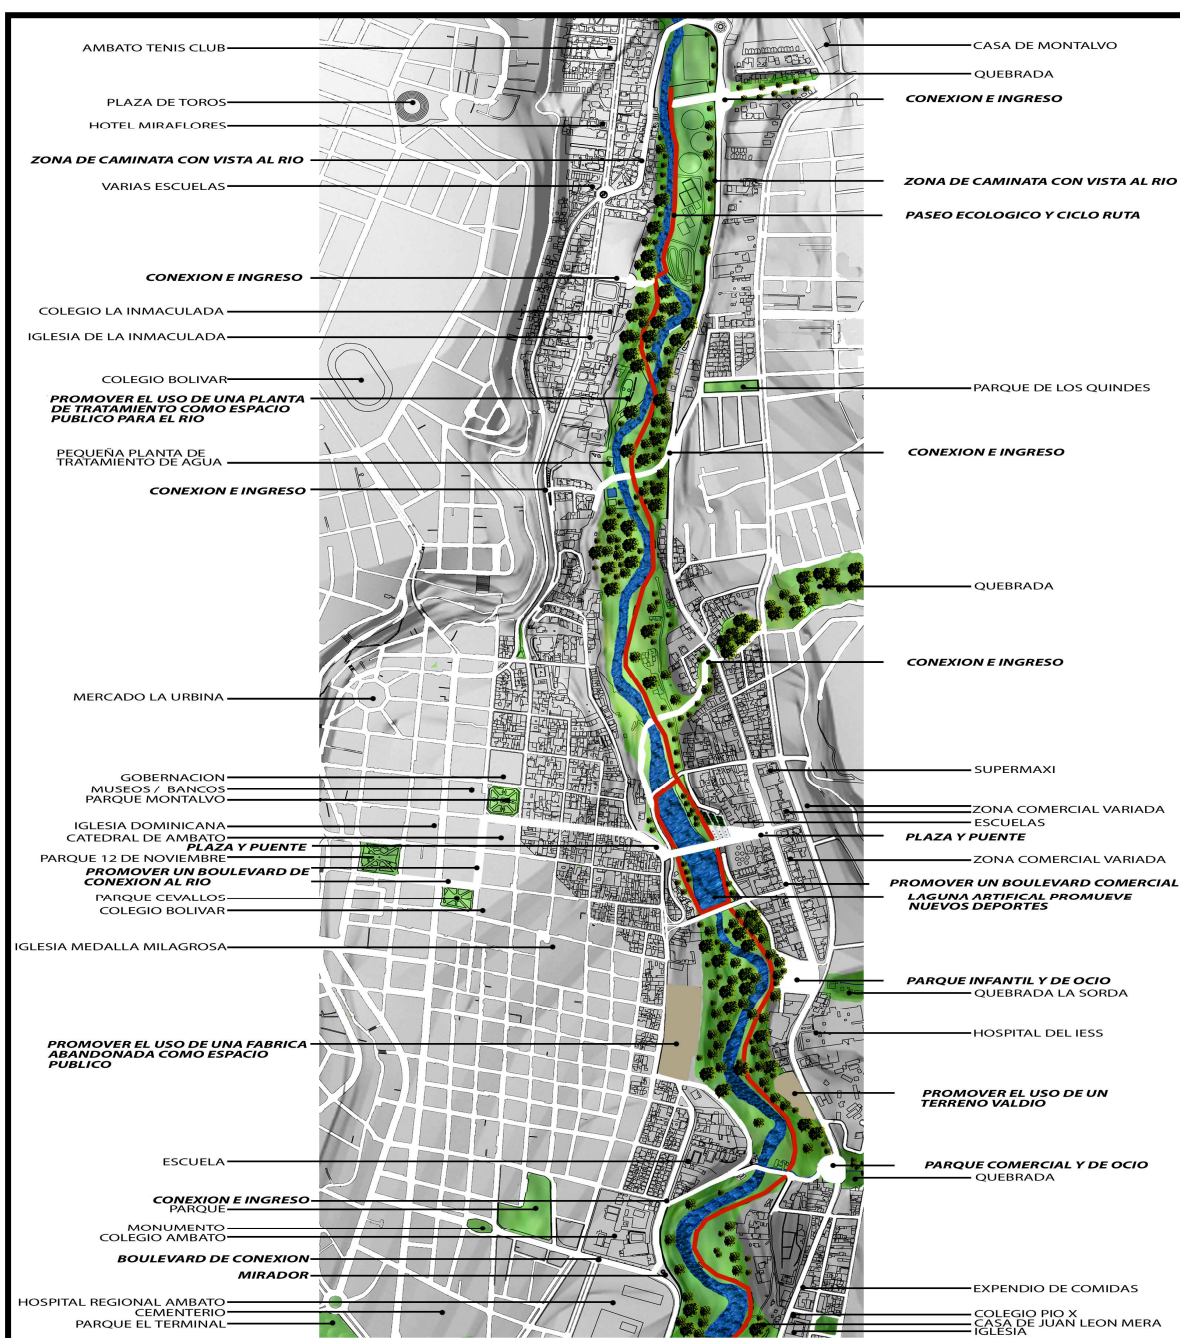 AMBATO TENIS CLUB
PLAZA DE TOROS
HOTEL MIRAFLORES
ZONA DE CAMINATA CON VISTA AL RIO
VARIAS ESCUELAS
CONEXION E INGRESO
COLEGIO LA INMACULADA
IGLESIA DE LA INMACULADA
COLEGIO BOLIVAR
PROMOVER EL USO DE UNA PLANTA
DE TRATAMIENTO COMO ESPACIO
PUBLICO PARA EL RIO
PEQUEÑA PLANTA DE
TRATAMIENTO DE AGUA
CONEXION E INGRESO
MERCADO LA URBINA
GOBERNACION
MUSEOS / BANCOS
PARQUE MONTALVO
IGLESIA DOMINICANA
CATEDRAL DE AMBATO
PLAZA Y PUENTE
PARQUE 12 DE NOVIEMBRE
PROMOVER UN BOULEVARD DE
CONEXION AL RIO
PARQUE CEVALLOS
COLEGIO BOLIVAR
IGLESIA MEDALLA MILAGROSA
PROMOVER EL USO DE UNA FABRICA
ABANDONADA COMO ESPACIO
PUBLICO
ESCUELA
CONEXION E INGRESO
PARQUE
MONUMENTO
COLEGIO AMBATO
BOULEVARD DE CONEXION
MIRADOR
HOSPITAL REGIONAL AMBATO
CEMENTERIO
PARQUE EL TERMINAL
CASA DE MONTALVO
QUEBRADA
CONEXION E INGRESO
ZONA DE CAMINATA CON VISTA AL RIO
PASEO ECOLOGICO Y CICLO RUTA
PARQUE DE LOS QUINDES
CONEXION E INGRESO
QUEBRADA
CONEXION E INGRESO
SUPERMAXI
ZONA COMERCIAL VARIADA
ESCUELAS
PLAZA Y PUENTE
ZONA COMERCIAL VARIADA
PROMOVER UN BOULEVARD COMERCIAL
LAGUNA ARTIFICAL PROMUEVE
NUEVOS DEPORTES
PARQUE INFANTIL Y DE OCIO
QUEBRADA LA SORDA
HOSPITAL DEL IESS
PROMOVER EL USO DE UN
TERRENO VALDIO
PARQUE COMERCIAL Y DE OCIO
QUEBRADA
EXPENDIO DE COMIDAS
COLEGIO PIO X
CASA DE JUAN LEON MERA
IGLESIA